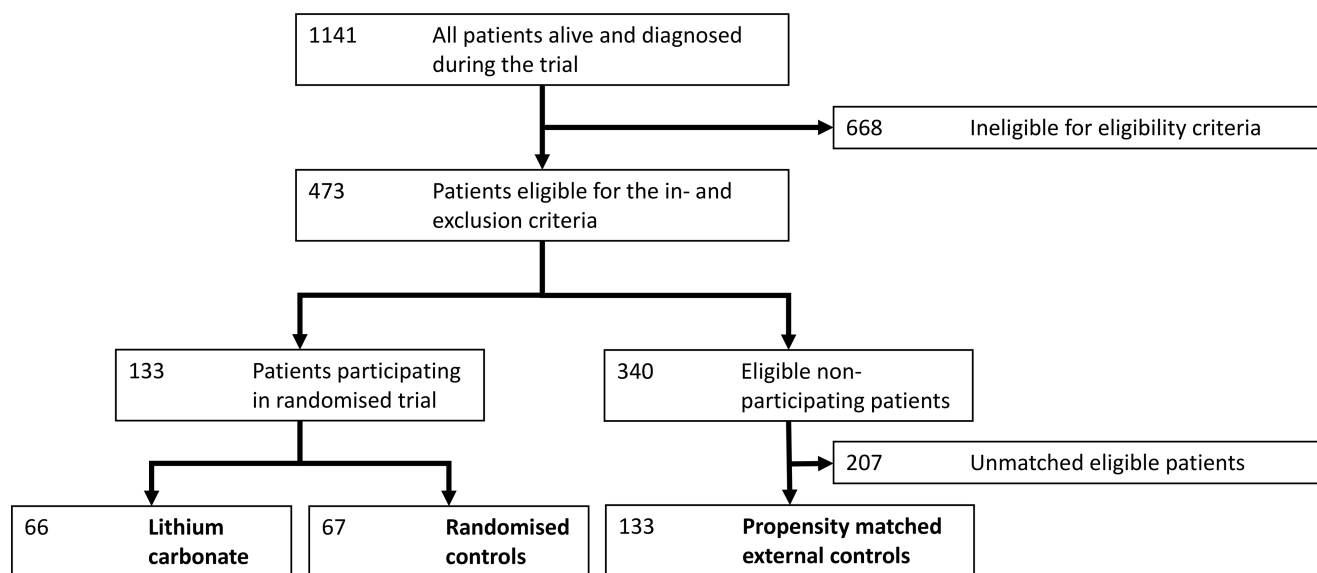 1141 All patients alive and diagnosed
during the trial
668 Ineligible for eligibility criteria
473 Patients eligible for the in- and
exclusion criteria
133 Patients participating
in randomised trial
340 Eligible non-
participating patients
207 Unmatched eligible patients
66 Lithium
carbonate
67 Randomised
controls
133 Propensity matched
external controls